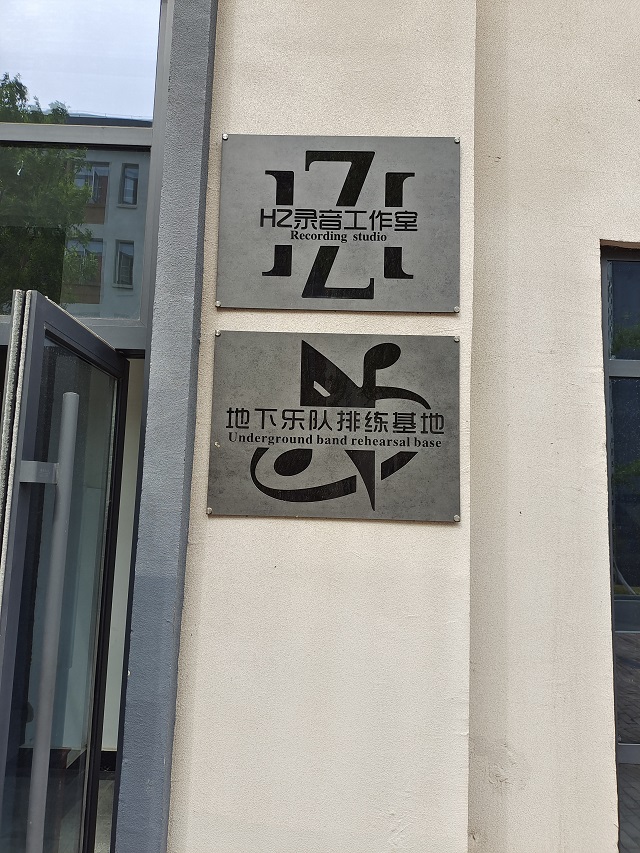 HZ录音工作室
Recording studio
地下乐队排练基地
Underground band rehearsal base